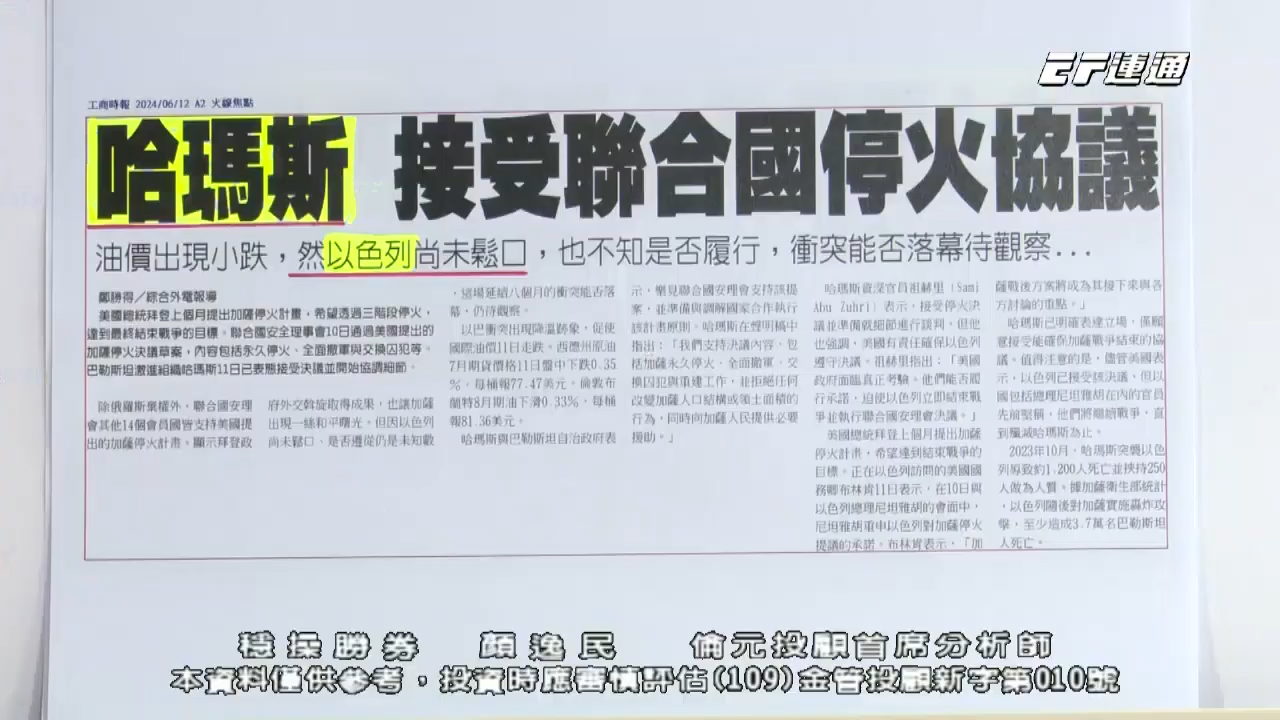 EF運通
工商時報 2024/06/12 A2 火線焦點
哈瑪斯 接受聯合國停火協議
油價出現小跌，然以色列尚未鬆口，也不知是否履行，衝突能否落幕待觀察...
鄭勝得／綜合外電報導
美國總統拜登上個月提出加薩停火計畫，希望透過三階段停火，
達到最終結束戰爭的目標。聯合國安全理事會10日通過美國提出的
加薩停火決議草案，內容包括永久停火、全面撤軍與交換囚犯等。
巴勒斯坦激進組織哈瑪斯11日已表態接受決議並開始協調細節。
除俄羅斯棄權外，聯合國安理
會其他14個會員國皆支持美國提
出的加薩停火計畫。顯示拜登政
府外交斡旋取得成果，也讓加薩
出現一絲和平曙光。但因以色列
尚未鬆口、是否遵從仍是未知數
，這場延續八個月的衝突能否落
幕，仍待觀察。
以巴衝突出現降溫跡象，促使
國際油價11日走跌。西德州原油
7月期貨價格11日盤中下跌0.35
％，每桶報77.47美元。倫敦布
蘭特8月期油下滑0.33％，每桶
報81.36美元。
哈瑪斯與巴勒斯坦自治政府表
示，樂見聯合國安理會支持該提
案，並準備與調解國家合作執行
該計畫原則。哈瑪斯在聲明稿中
指出：「我們支持決議內容，包
括加薩永久停火、全面撤軍、交
換囚犯與重建工作，並拒絕任何
改變加薩人口結構或領土面積的
行為，同時向加薩人民提供必要
援助。」
哈瑪斯資深官員祖赫里（Sami
Abu Zuhri）表示，接受停火決
議並準備就細節進行談判，但他
也強調，美國有責任確保以色列
遵守決議。祖赫里指出：「美國
政府面臨真正考驗。他們能否履
行承諾，迫使以色列立即結束戰
爭並執行聯合國安理會決議。」
美國總統拜登上個月提出加薩
停火計畫，希望達到結束戰爭的
目標。正在以色列訪問的美國國
務卿布林肯11日表示，在10日與
以色列總理尼坦雅胡的會面中，
尼坦雅胡重申以色列對加薩停火
提議的承諾。布林肯表示，「加
薩戰後方案將成為其接下來與各
方討論的重點。」
哈瑪斯已明確表達立場，僅願
意接受能確保加薩戰爭結束的協
議。值得注意的是，儘管美國表
示，以色列已接受該決議、但以
國包括總理尼坦雅胡在內的官員
先前堅稱，他們將繼續戰爭，直
到殲滅哈瑪斯為止。
2023年10月，哈瑪斯突襲以色
列導致約1,200人死亡並挾持250
人做為人質。據加薩衛生部統計
，以色列隨後對加薩實施轟炸攻
擊，至少造成3.7萬名巴勒斯坦
人死亡。
穩操勝券 顏逸民 倫元投顧首席分析師
本資料僅供參考，投資時應審慎評估(109)金管投顧新字第010號